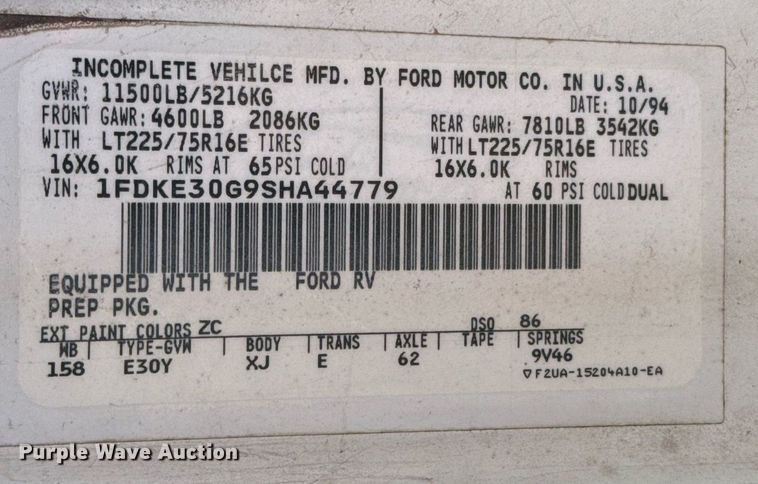 INCOMPLETE VEHILCE MFD. BY FORD MOTOR CO. IN U.S.A.
GVWR: 11500LB/5216KG
DATE: 10/94
FRONT GAWR: 4600LB 2086KG
REAR GAWR: 7810LB 3542KG
WITH LT225/75R16E TIRES
WITH LT225/75R16E TIRES
16X6.0K RIMS AT 65 PSI COLD
16X6.0K RIMS
VIN: 1FDKE30G9SHA44779
AT 60 PSI COLD DUAL
EQUIPPED WITH THE FORD RV
PREP PKG.
EXT PAINT COLORS ZC DSO 86
WB | TYPE-GVW | BODY | TRANS | AXLE | TAPE | SPRINGS
158 E30Y XJ E 62 9V46
▽ F2UA-15204A10-EA
Purple Wave Auction